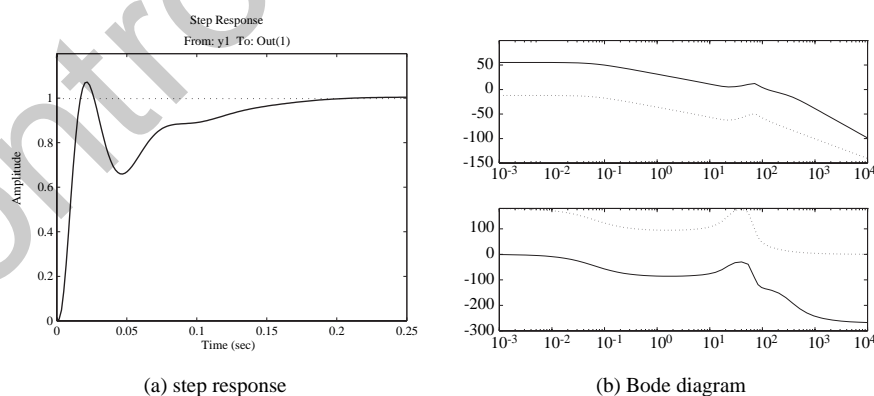 Step Response
From: y1 To: Out(1)
Amplitude
1
0.8
0.6
0.4
0.2
0
0 0.05 0.1 0.15 0.2 0.25
Time (sec)
(a) step response
50
0
-50
-100
-150
10^-3 10^-2 10^-1 10^0 10^1 10^2 10^3 10^4
100
0
-100
-200
-300
10^-3 10^-2 10^-1 10^0 10^1 10^2 10^3 10^4
(b) Bode diagram